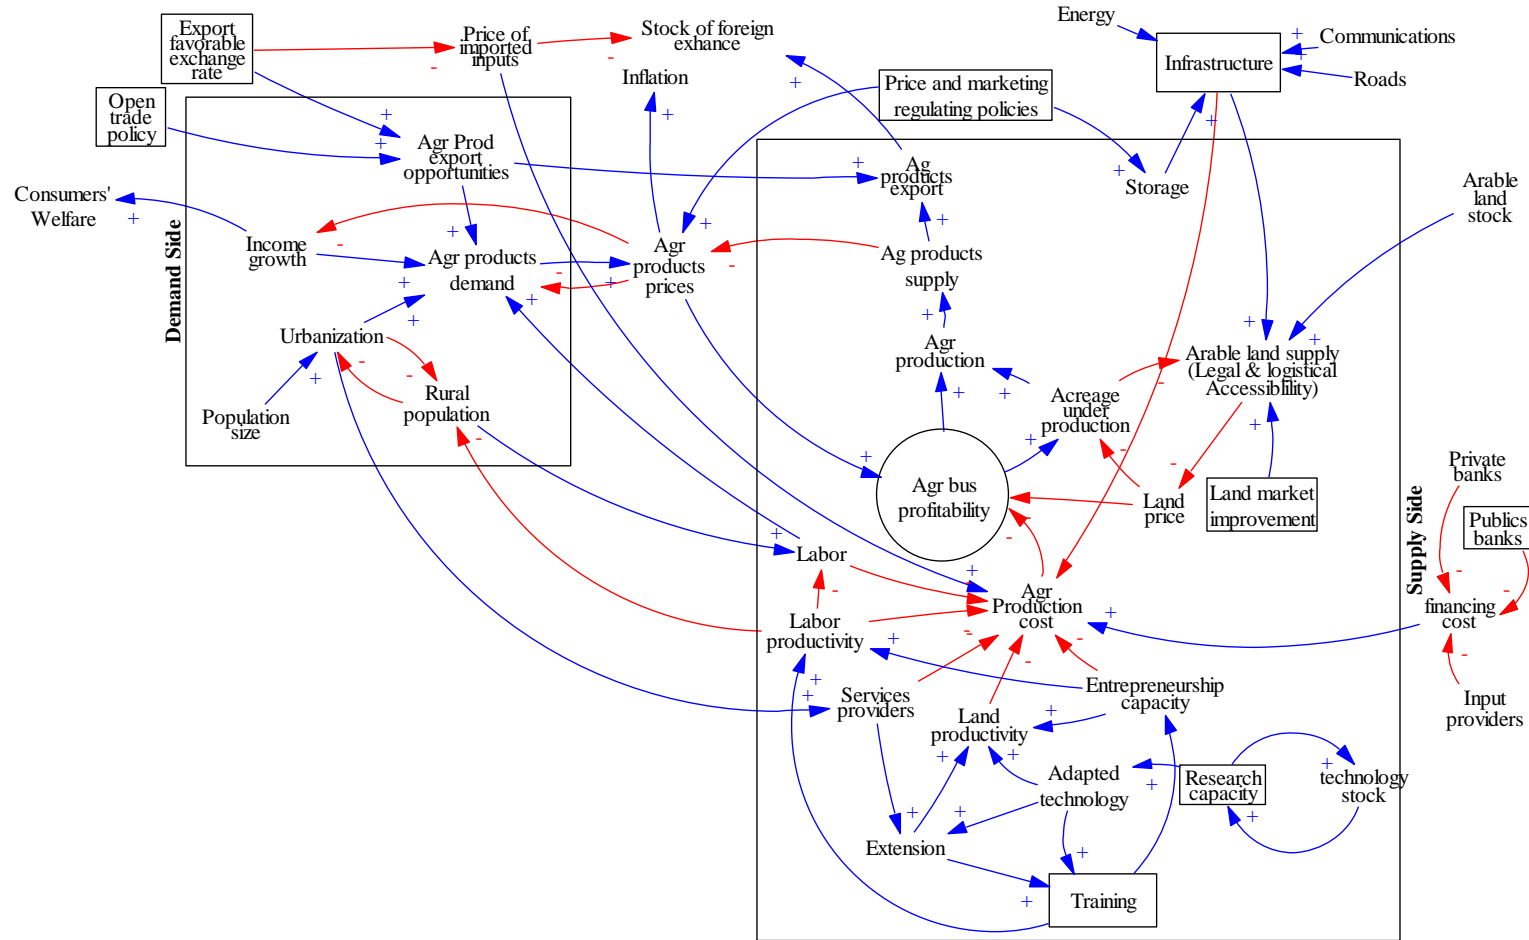 Export
favorable
exchange
rate
Price of
imported
inputs
Stock of foreign
exhance
Inflation
Energy
Infrastructure
Communications
Roads
Open
trade
policy
Price and marketing
regulating policies
Agr Prod
export
opportunities
Ag
products
export
Storage
Arable
land
stock
Consumers'
Welfare
Demand Side
Income
growth
Agr products
demand
Agr
products
prices
Ag products
supply
Urbanization
Agr
production
Arable land supply
(Legal & logistical
Accessiblility)
Rural
population
Population
size
Acreage
under
production
Agr bus
profitability
Land
price
Land market
improvement
Private
banks
Publics
banks
Supply Side
Labor
Agr
Production
cost
financing
cost
Labor
productivity
Services
providers
Land
productivity
Entrepreneurship
capacity
Input
providers
Adapted
technology
Research
capacity
technology
stock
Extension
Training